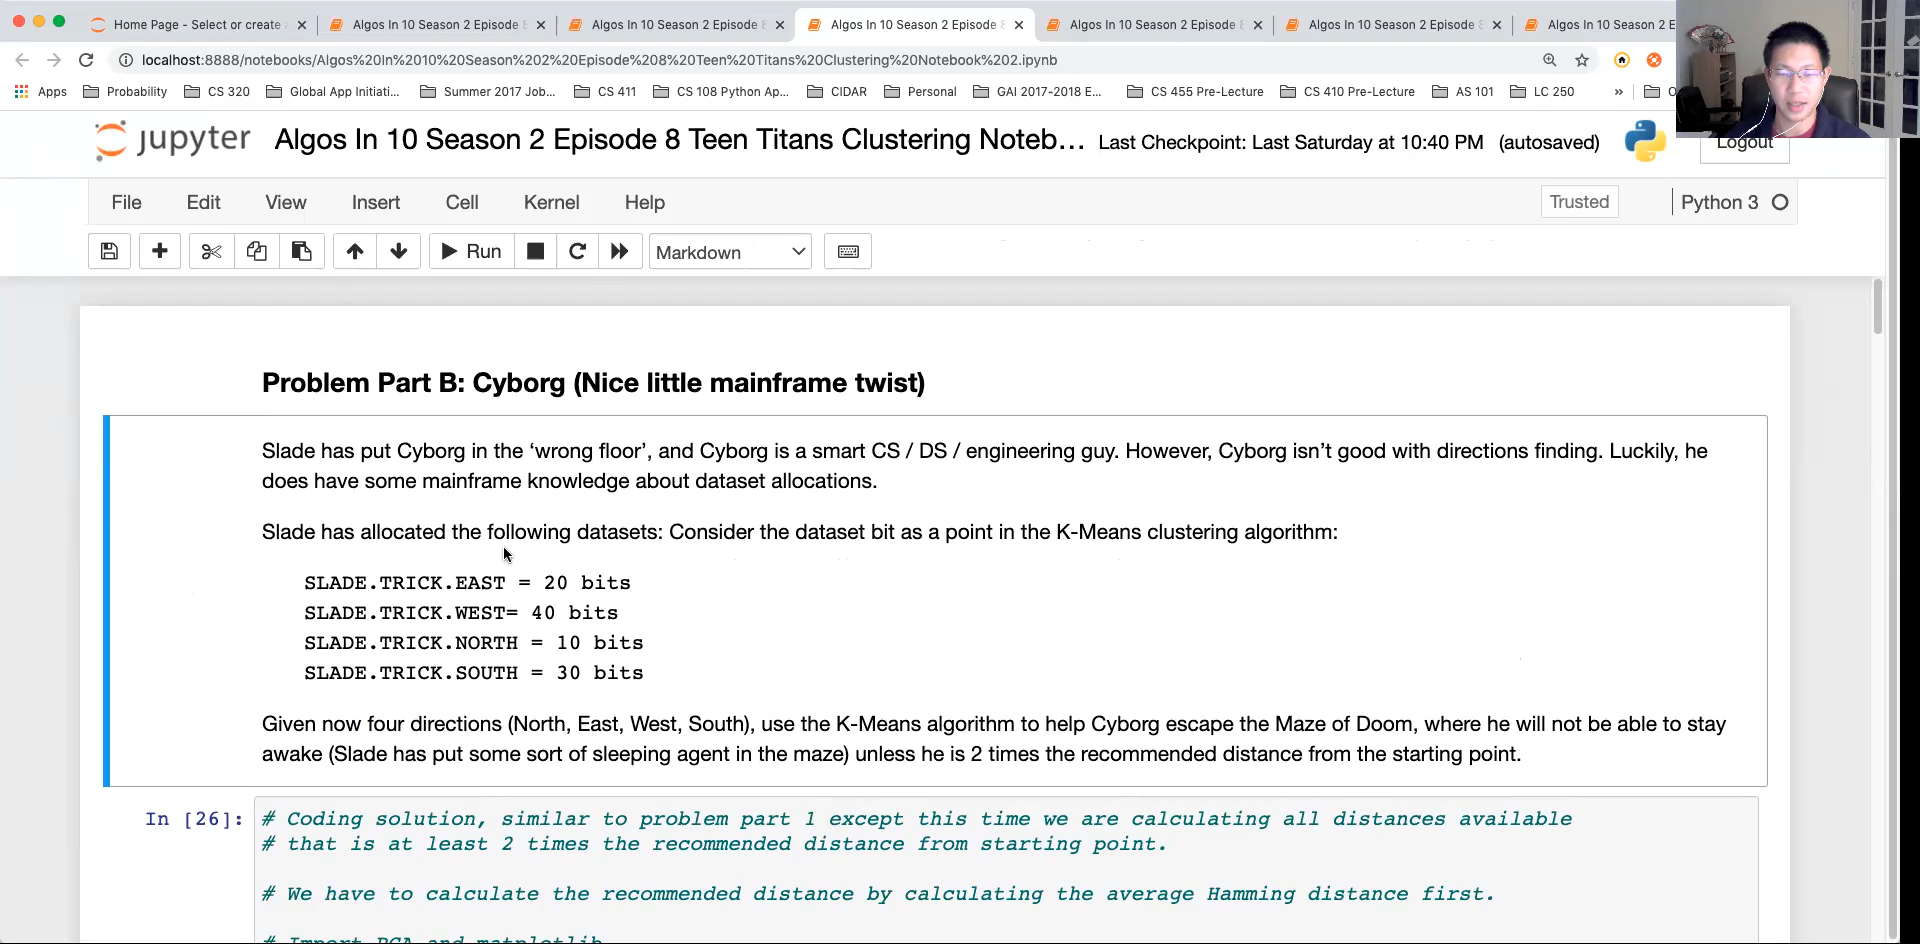 Home Page - Select or create
Algos In 10 Season 2 Episode
Algos In 10 Season 2 Episode
Algos In 10 Season 2 Episode
Algos In 10 Season 2 Episode
Algos In 10 Season 2 Episode
Algos In 10 Season 2 E
localhost:8888/notebooks/Algos%20In%2010%20Season%202%20Episode%208%20Teen%20Titans%20Clustering%20Notebook%202.ipynb
Apps Probability CS 320 Global App Initiati... Summer 2017 Job... CS 411 CS 108 Python Ap... CIDAR Personal GAI 2017-2018 E... CS 455 Pre-Lecture CS 410 Pre-Lecture AS 101 LC 250 »
jupyter Algos In 10 Season 2 Episode 8 Teen Titans Clustering Noteb... Last Checkpoint: Last Saturday at 10:40 PM (autosaved) Logout
File Edit View Insert Cell Kernel Help Trusted Python 3
Run Markdown
Problem Part B: Cyborg (Nice little mainframe twist)
Slade has put Cyborg in the ‘wrong floor’, and Cyborg is a smart CS / DS / engineering guy. However, Cyborg isn’t good with directions finding. Luckily, he
does have some mainframe knowledge about dataset allocations.
Slade has allocated the following datasets: Consider the dataset bit as a point in the K-Means clustering algorithm:
SLADE.TRICK.EAST = 20 bits
SLADE.TRICK.WEST= 40 bits
SLADE.TRICK.NORTH = 10 bits
SLADE.TRICK.SOUTH = 30 bits
Given now four directions (North, East, West, South), use the K-Means algorithm to help Cyborg escape the Maze of Doom, where he will not be able to stay
awake (Slade has put some sort of sleeping agent in the maze) unless he is 2 times the recommended distance from the starting point.
In [26]: # Coding solution, similar to problem part 1 except this time we are calculating all distances available
# that is at least 2 times the recommended distance from starting point.
# We have to calculate the recommended distance by calculating the average Hamming distance first.
# Import PCA and matplotlib